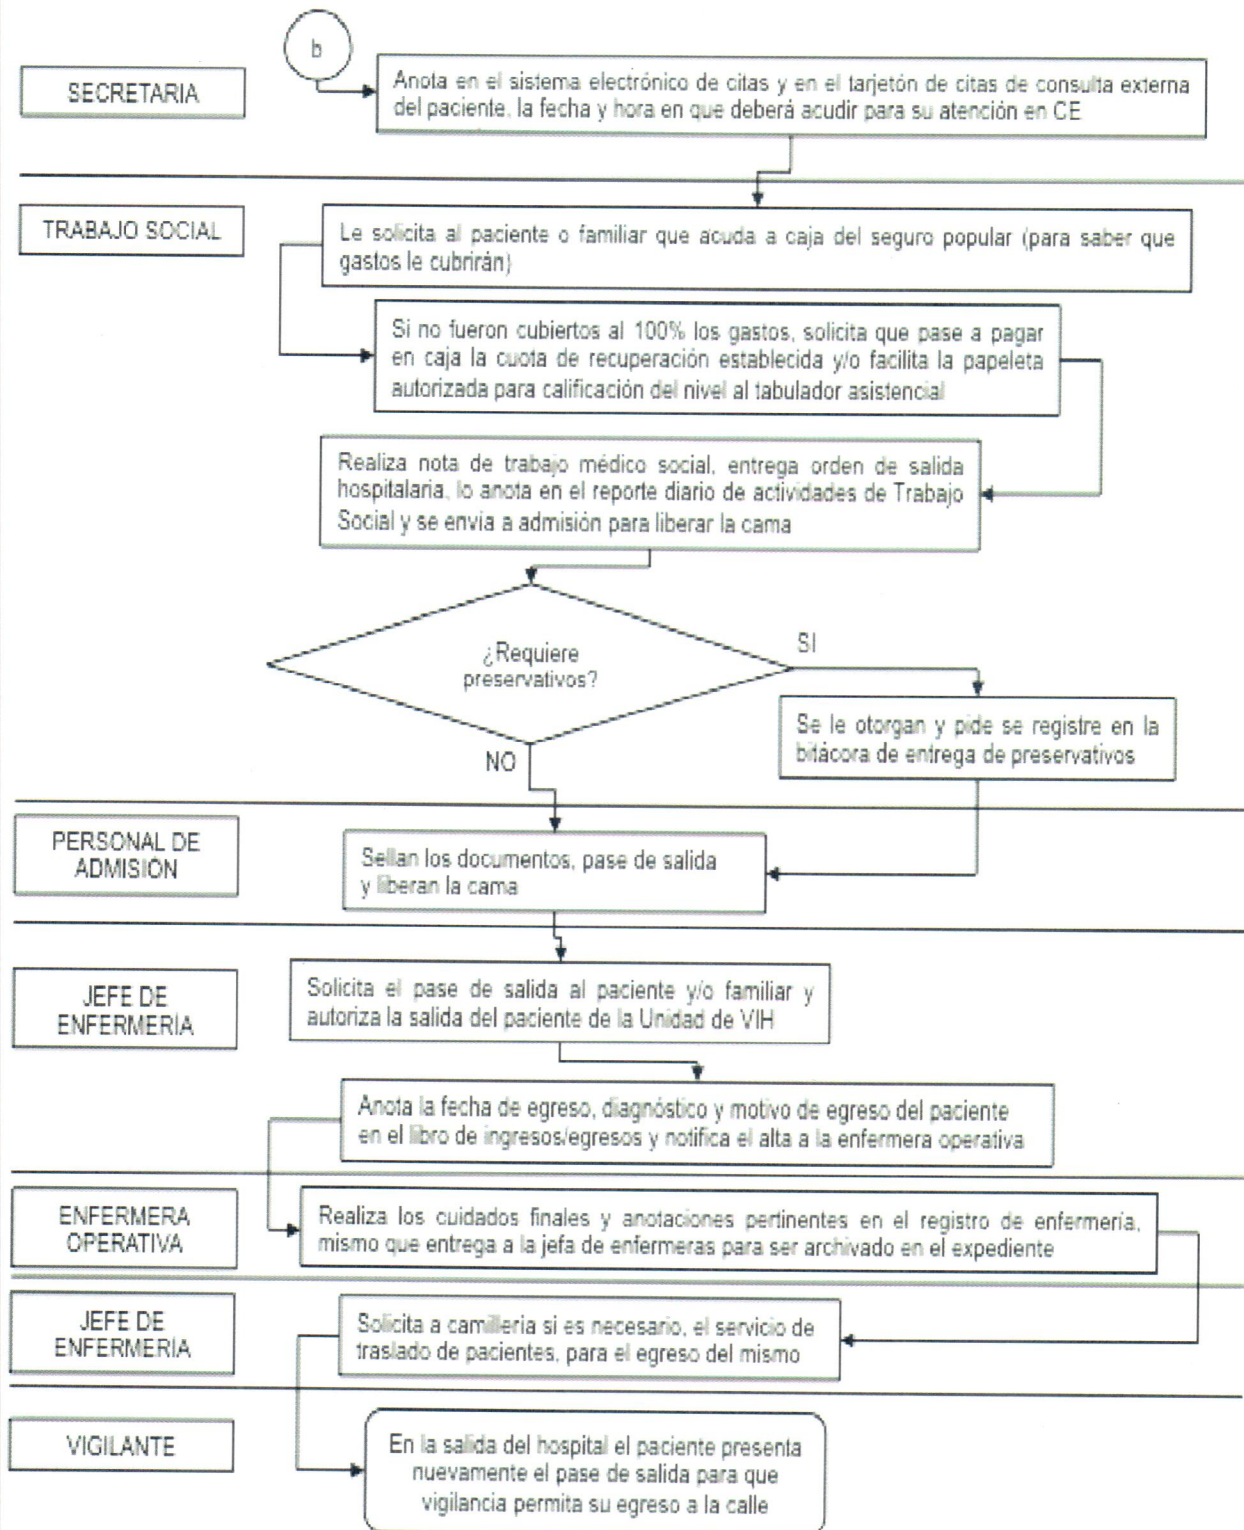 b
SECRETARIA
Anota en el sistema electrónico de citas y en el tarjetón de citas de consulta externa
del paciente, la fecha y hora en que deberá acudir para su atención en CE
TRABAJO SOCIAL
Le solicita al paciente o familiar que acuda a caja del seguro popular (para saber que
gastos le cubrirán)
Si no fueron cubiertos al 100% los gastos, solicita que pase a pagar
en caja la cuota de recuperación establecida y/o facilita la papeleta
autorizada para calificación del nivel al tabulador asistencial
Realiza nota de trabajo médico social, entrega orden de salida
hospitalaria, lo anota en el reporte diario de actividades de Trabajo
Social y se envía a admisión para liberar la cama
¿Requiere
preservativos?
SI
Se le otorgan y pide se registre en la
bitácora de entrega de preservativos
NO
PERSONAL DE
ADMISIÓN
Sellan los documentos, pase de salida
y liberan la cama
JEFE DE
ENFERMERÍA
Solicita el pase de salida al paciente y/o familiar y
autoriza la salida del paciente de la Unidad de VIH
Anota la fecha de egreso, diagnóstico y motivo de egreso del paciente
en el libro de ingresos/egresos y notifica el alta a la enfermera operativa
ENFERMERA
OPERATIVA
Realiza los cuidados finales y anotaciones pertinentes en el registro de enfermería,
mismo que entrega a la jefa de enfermeras para ser archivado en el expediente
JEFE DE
ENFERMERÍA
Solicita a camilleria si es necesario, el servicio de
traslado de pacientes, para el egreso del mismo
VIGILANTE
En la salida del hospital el paciente presenta
nuevamente el pase de salida para que
vigilancia permita su egreso a la calle